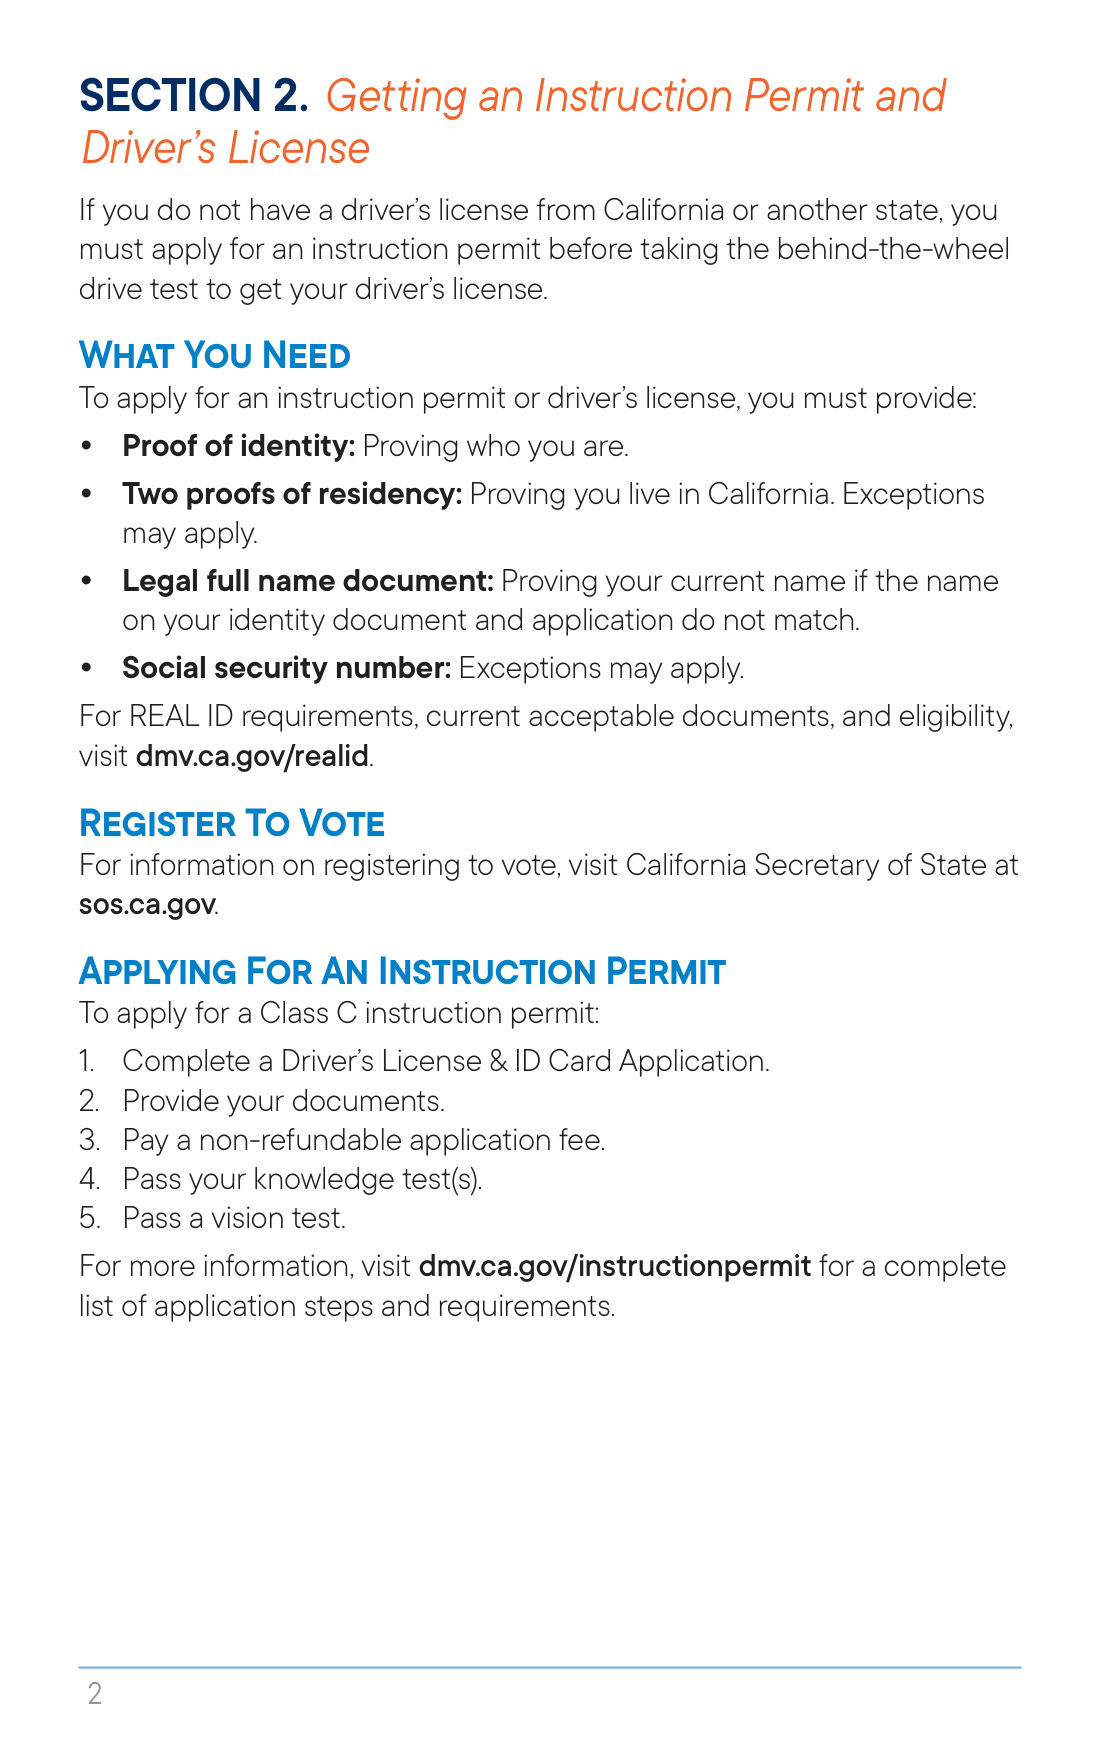 SECTION 2. Getting an Instruction Permit and
Driver’s License
If you do not have a driver’s license from California or another state, you
must apply for an instruction permit before taking the behind-the-wheel
drive test to get your driver’s license.
What You Need
To apply for an instruction permit or driver’s license, you must provide:
• Proof of identity: Proving who you are.
• Two proofs of residency: Proving you live in California. Exceptions
may apply.
• Legal full name document: Proving your current name if the name
on your identity document and application do not match.
• Social security number: Exceptions may apply.
For REAL ID requirements, current acceptable documents, and eligibility,
visit dmv.ca.gov/realid.
Register To Vote
For information on registering to vote, visit California Secretary of State at
sos.ca.gov.
Applying For An Instruction Permit
To apply for a Class C instruction permit:
1. Complete a Driver’s License & ID Card Application.
2. Provide your documents.
3. Pay a non-refundable application fee.
4. Pass your knowledge test(s).
5. Pass a vision test.
For more information, visit dmv.ca.gov/instructionpermit for a complete
list of application steps and requirements.
2